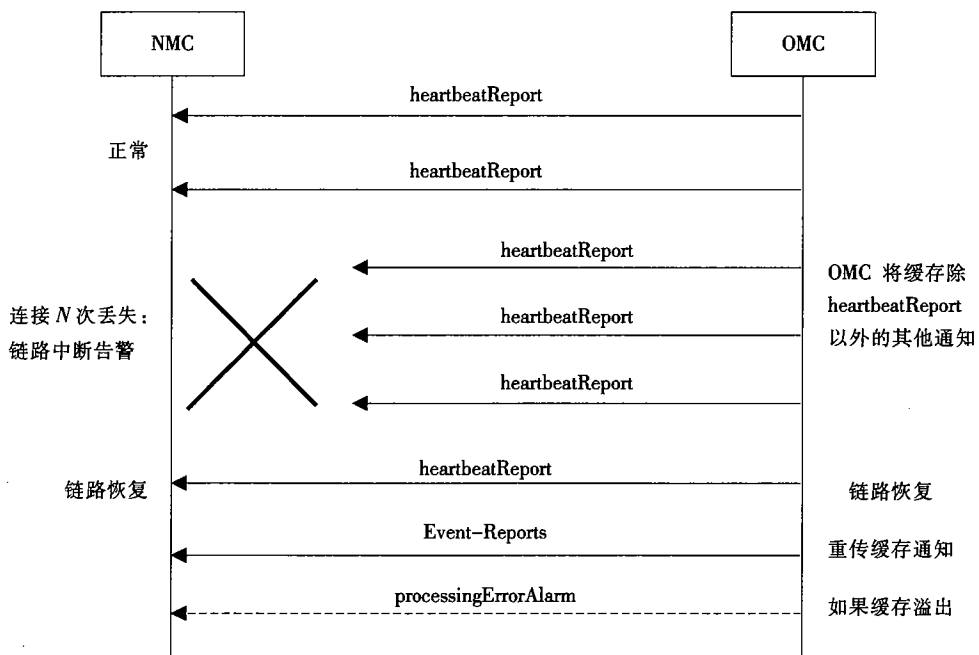 NMC
OMC
heartbeatReport
正常
heartbeatReport
heartbeatReport
OMC 将缓存除
heartbeatReport
以外的其他通知
连接 N 次丢失：
链路中断告警
heartbeatReport
heartbeatReport
heartbeatReport
链路恢复
链路恢复
Event-Reports
重传缓存通知
processingErrorAlarm
如果缓存溢出